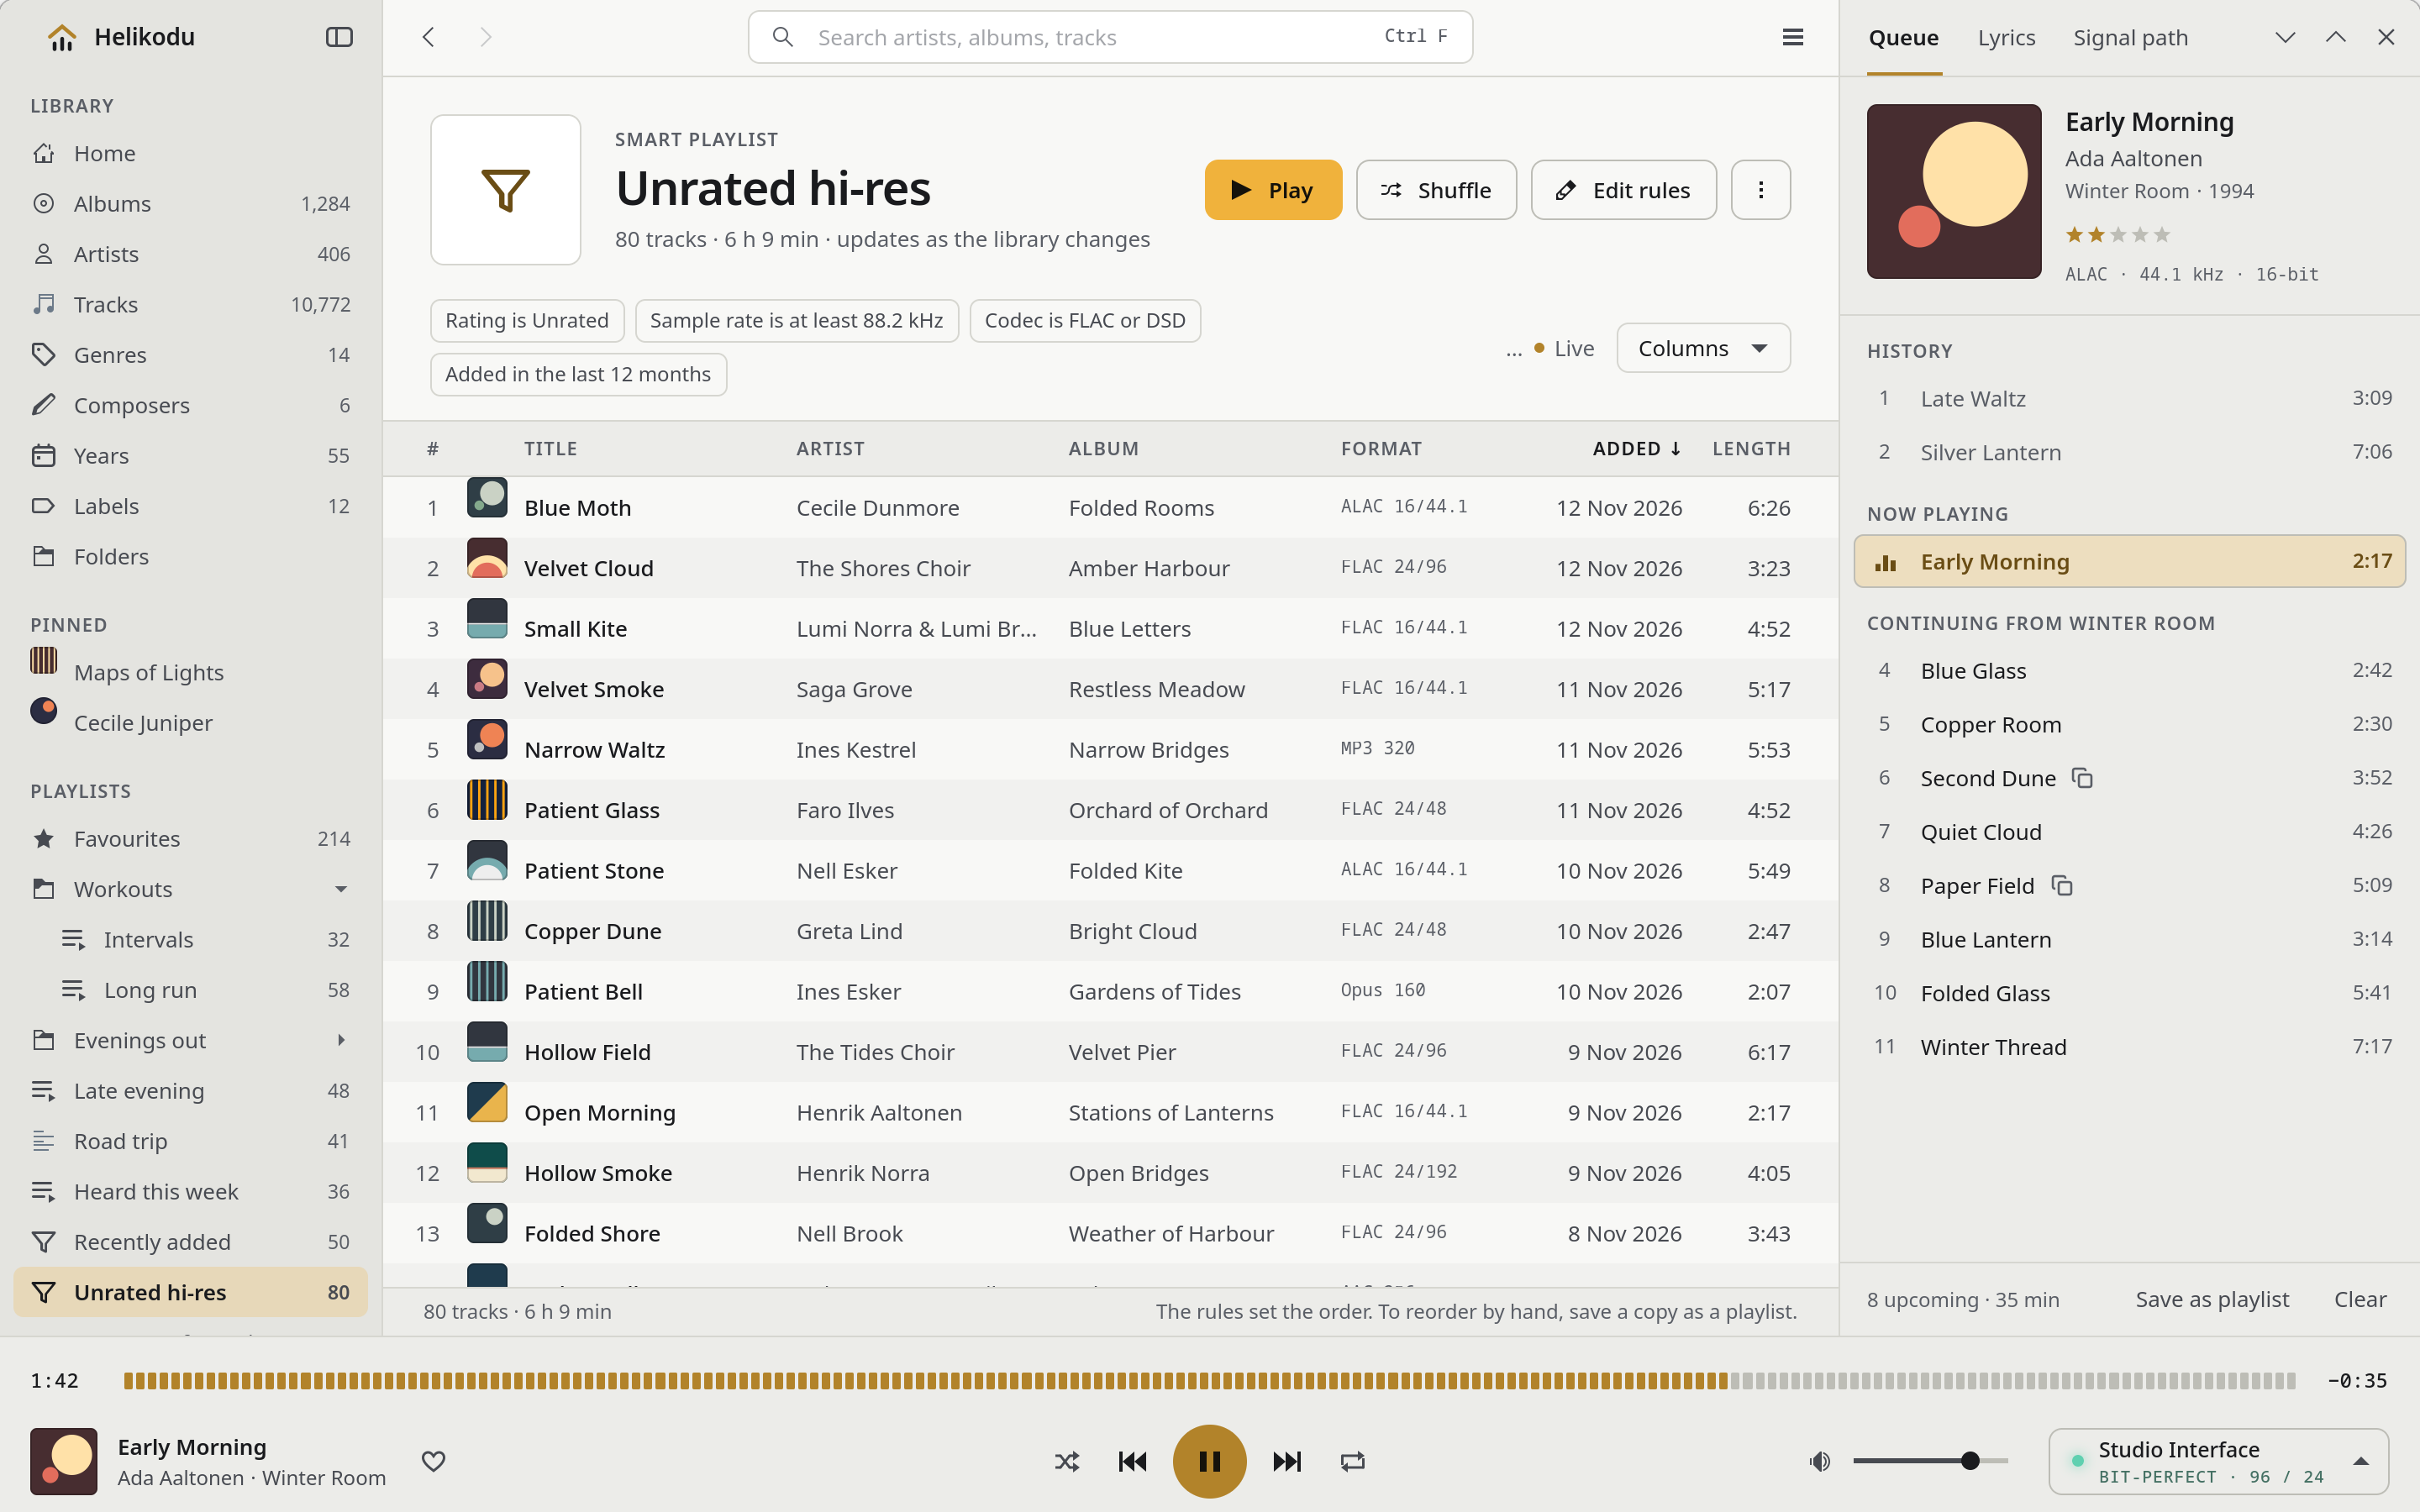 Helikodu
LIBRARY
Home
Albums 1,284
Artists 406
Tracks 10,772
Genres 14
Composers 6
Years 55
Labels 12
Folders
PINNED
Maps of Lights
Cecile Juniper
PLAYLISTS
Favourites 214
Workouts
Intervals 32
Long run 58
Evenings out
Late evening 48
Road trip 41
Heard this week 36
Recently added 50
Unrated hi-res 80
Search artists, albums, tracks Ctrl F
SMART PLAYLIST
Unrated hi-res
80 tracks · 6 h 9 min · updates as the library changes
Play Shuffle Edit rules
Rating is Unrated Sample rate is at least 88.2 kHz Codec is FLAC or DSD
Added in the last 12 months
... Live Columns
# TITLE ARTIST ALBUM FORMAT ADDED ↓ LENGTH
1 Blue Moth Cecile Dunmore Folded Rooms ALAC 16/44.1 12 Nov 2026 6:26
2 Velvet Cloud The Shores Choir Amber Harbour FLAC 24/96 12 Nov 2026 3:23
3 Small Kite Lumi Norra & Lumi Br... Blue Letters FLAC 16/44.1 12 Nov 2026 4:52
4 Velvet Smoke Saga Grove Restless Meadow FLAC 16/44.1 11 Nov 2026 5:17
5 Narrow Waltz Ines Kestrel Narrow Bridges MP3 320 11 Nov 2026 5:53
6 Patient Glass Faro Ilves Orchard of Orchard FLAC 24/48 11 Nov 2026 4:52
7 Patient Stone Nell Esker Folded Kite ALAC 16/44.1 10 Nov 2026 5:49
8 Copper Dune Greta Lind Bright Cloud FLAC 24/48 10 Nov 2026 2:47
9 Patient Bell Ines Esker Gardens of Tides Opus 160 10 Nov 2026 2:07
10 Hollow Field The Tides Choir Velvet Pier FLAC 24/96 9 Nov 2026 6:17
11 Open Morning Henrik Aaltonen Stations of Lanterns FLAC 16/44.1 9 Nov 2026 2:17
12 Hollow Smoke Henrik Norra Open Bridges FLAC 24/192 9 Nov 2026 4:05
13 Folded Shore Nell Brook Weather of Harbour FLAC 24/96 8 Nov 2026 3:43
80 tracks · 6 h 9 min The rules set the order. To reorder by hand, save a copy as a playlist.
Queue Lyrics Signal path
Early Morning
Ada Aaltonen
Winter Room · 1994
ALAC · 44.1 kHz · 16-bit
HISTORY
1 Late Waltz 3:09
2 Silver Lantern 7:06
NOW PLAYING
Early Morning 2:17
CONTINUING FROM WINTER ROOM
4 Blue Glass 2:42
5 Copper Room 2:30
6 Second Dune 3:52
7 Quiet Cloud 4:26
8 Paper Field 5:09
9 Blue Lantern 3:14
10 Folded Glass 5:41
11 Winter Thread 7:17
8 upcoming · 35 min Save as playlist Clear
1:42 −0:35
Early Morning
Ada Aaltonen · Winter Room
Studio Interface
BIT-PERFECT · 96 / 24